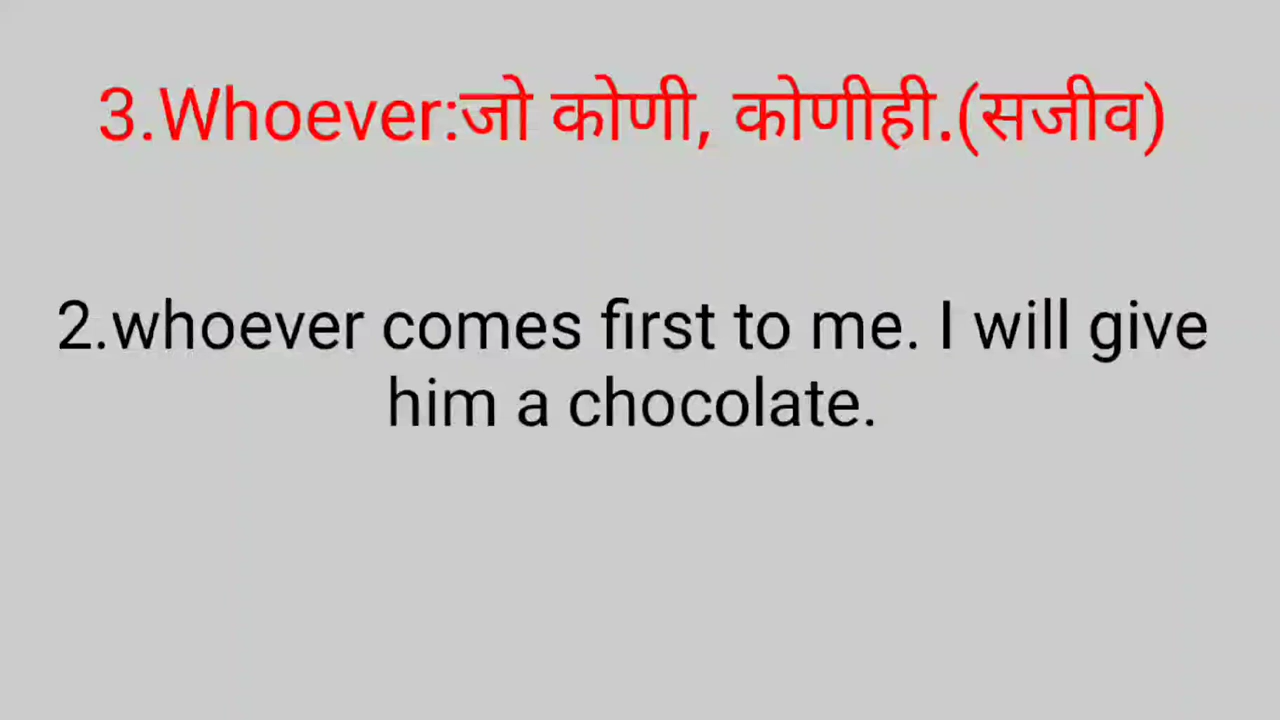 3.Whoever:जो कोणी, कोणीही.(सजीव)
2.whoever comes first to me. I will give
him a chocolate.